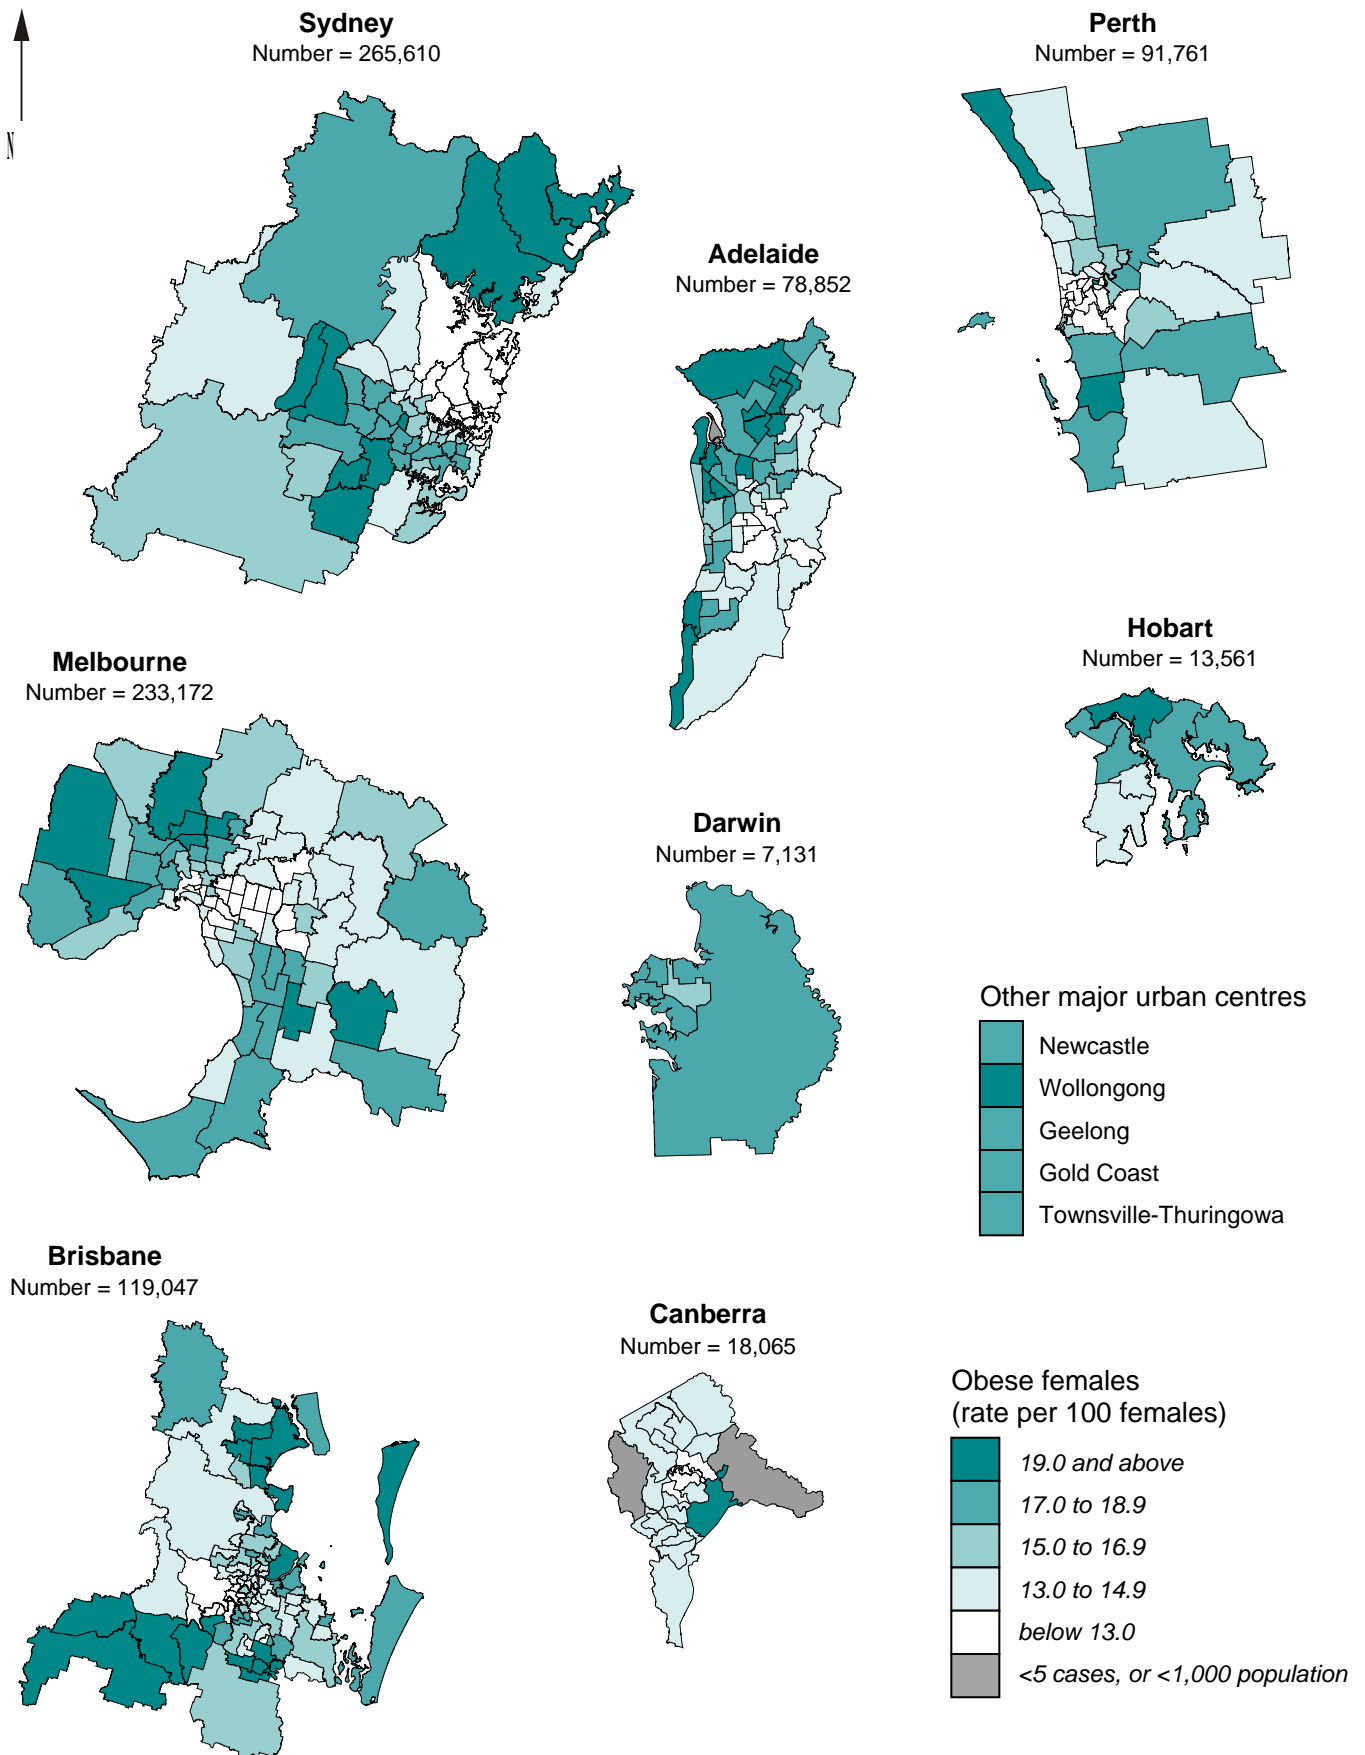 Sydney
Number = 265,610
Perth
Number = 91,761
N
Adelaide
Number = 78,852
Hobart
Number = 13,561
Melbourne
Number = 233,172
Darwin
Number = 7,131
Other major urban centres
Newcastle
Wollongong
Geelong
Gold Coast
Townsville-Thuringowa
Brisbane
Number = 119,047
Canberra
Number = 18,065
Obese females
(rate per 100 females)
19.0 and above
17.0 to 18.9
15.0 to 16.9
13.0 to 14.9
below 13.0
<5 cases, or <1,000 population